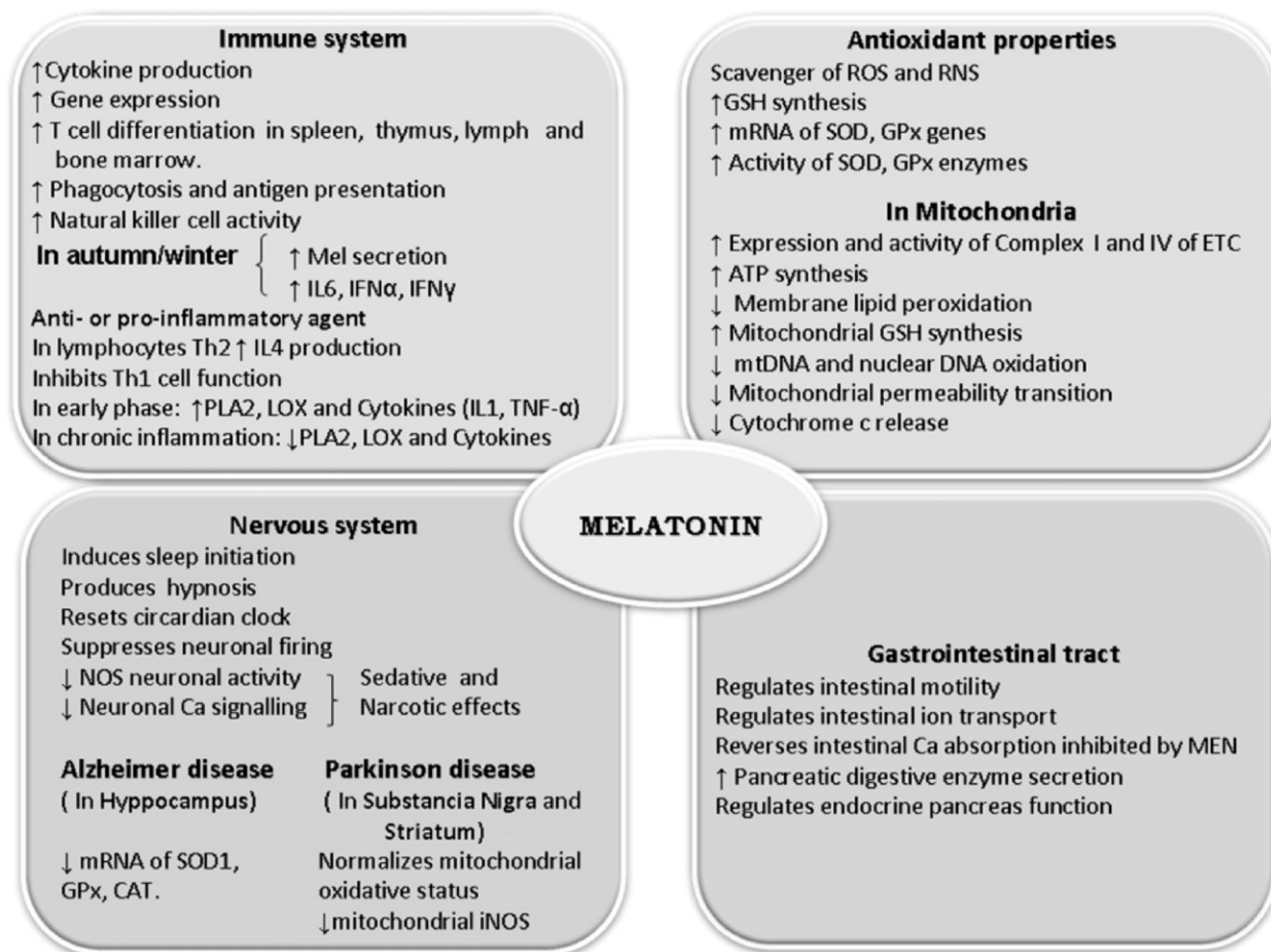 Immune system
↑Cytokine production
↑ Gene expression
↑ T cell differentiation in spleen, thymus, lymph and
bone marrow.
↑ Phagocytosis and antigen presentation
↑ Natural killer cell activity
In autumn/winter
↑ Mel secretion
↑ IL6, IFNα, IFNγ
Anti- or pro-inflammatory agent
In lymphocytes Th2 ↑ IL4 production
Inhibits Th1 cell function
In early phase: ↑PLA2, LOX and Cytokines (IL1, TNF-α)
In chronic inflammation: ↓PLA2, LOX and Cytokines
Antioxidant properties
Scavenger of ROS and RNS
↑GSH synthesis
↑ mRNA of SOD, GPx genes
↑ Activity of SOD, GPx enzymes
In Mitochondria
↑ Expression and activity of Complex I and IV of ETC
↑ ATP synthesis
↓ Membrane lipid peroxidation
↑ Mitochondrial GSH synthesis
↓ mtDNA and nuclear DNA oxidation
↓ Mitochondrial permeability transition
↓ Cytochrome c release
MELATONIN
Nervous system
Induces sleep initiation
Produces hypnosis
Resets circardian clock
Suppresses neuronal firing
↓ NOS neuronal activity
↓ Neuronal Ca signalling
Sedative and
Narcotic effects
Alzheimer disease
( In Hyppocampus)
↓ mRNA of SOD1,
GPx, CAT.
Parkinson disease
( In Substancia Nigra and
Striatum)
Normalizes mitochondrial
oxidative status
↓mitochondrial iNOS
Gastrointestinal tract
Regulates intestinal motility
Regulates intestinal ion transport
Reverses intestinal Ca absorption inhibited by MEN
↑ Pancreatic digestive enzyme secretion
Regulates endocrine pancreas function